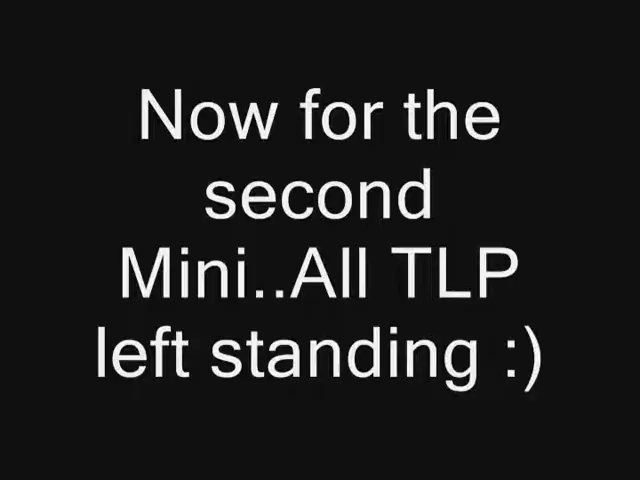 Now for the
second
Mini..All TLP
left standing :)